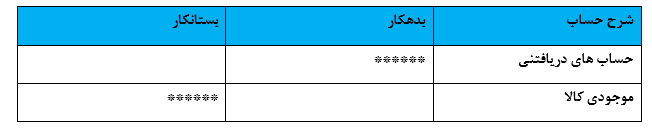 شرح حساب بدهکار بستانکار
حساب های دریافتنی ******
موجودی کالا ******